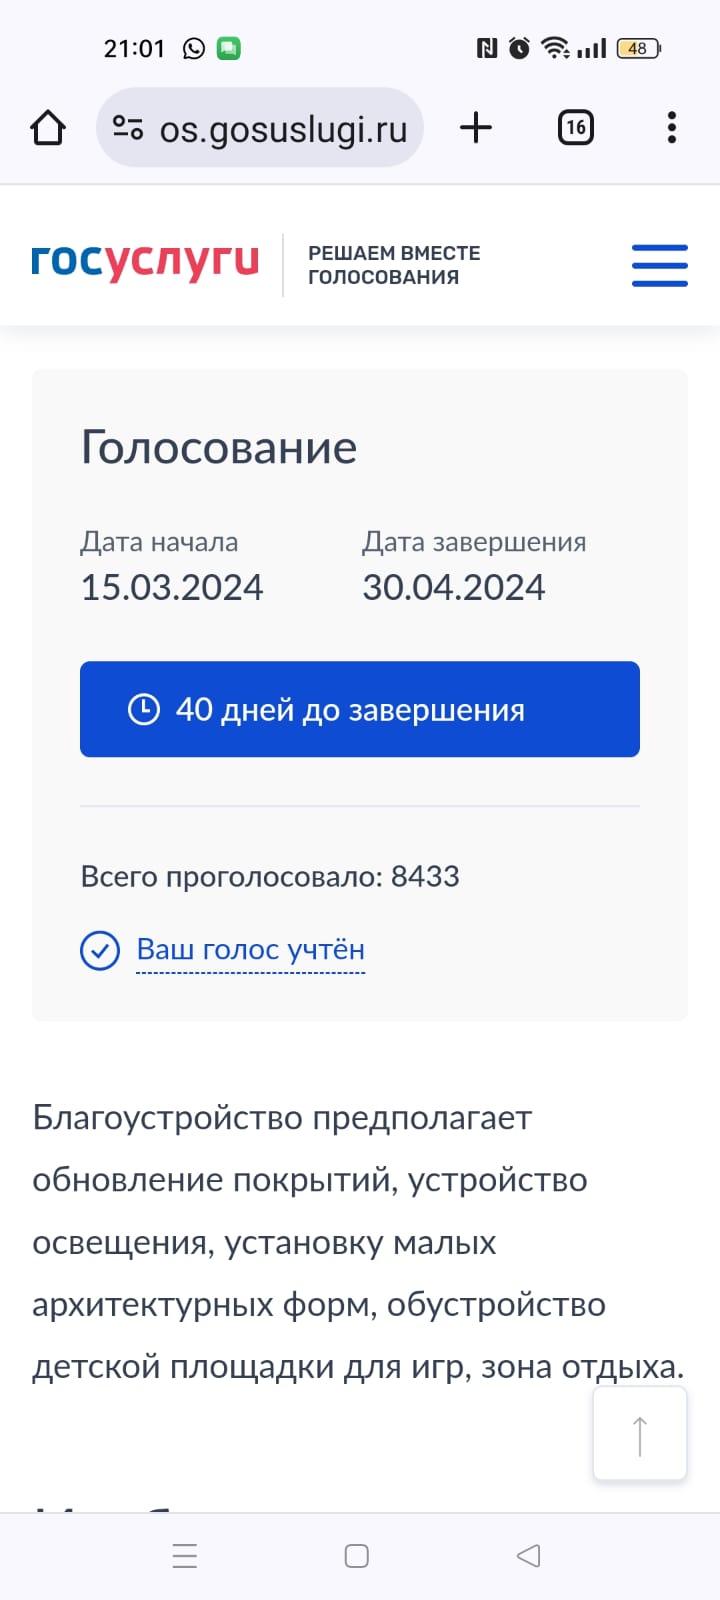 21:01
48
os.gosuslugi.ru
16
госуслуги
РЕШАЕМ ВМЕСТЕ
ГОЛОСОВАНИЯ
Голосование
Дата начала
15.03.2024
Дата завершения
30.04.2024
40 дней до завершения
Всего проголосовало: 8433
Ваш голос учтён
Благоустройство предполагает
обновление покрытий, устройство
освещения, установку малых
архитектурных форм, обустройство
детской площадки для игр, зона отдыха.